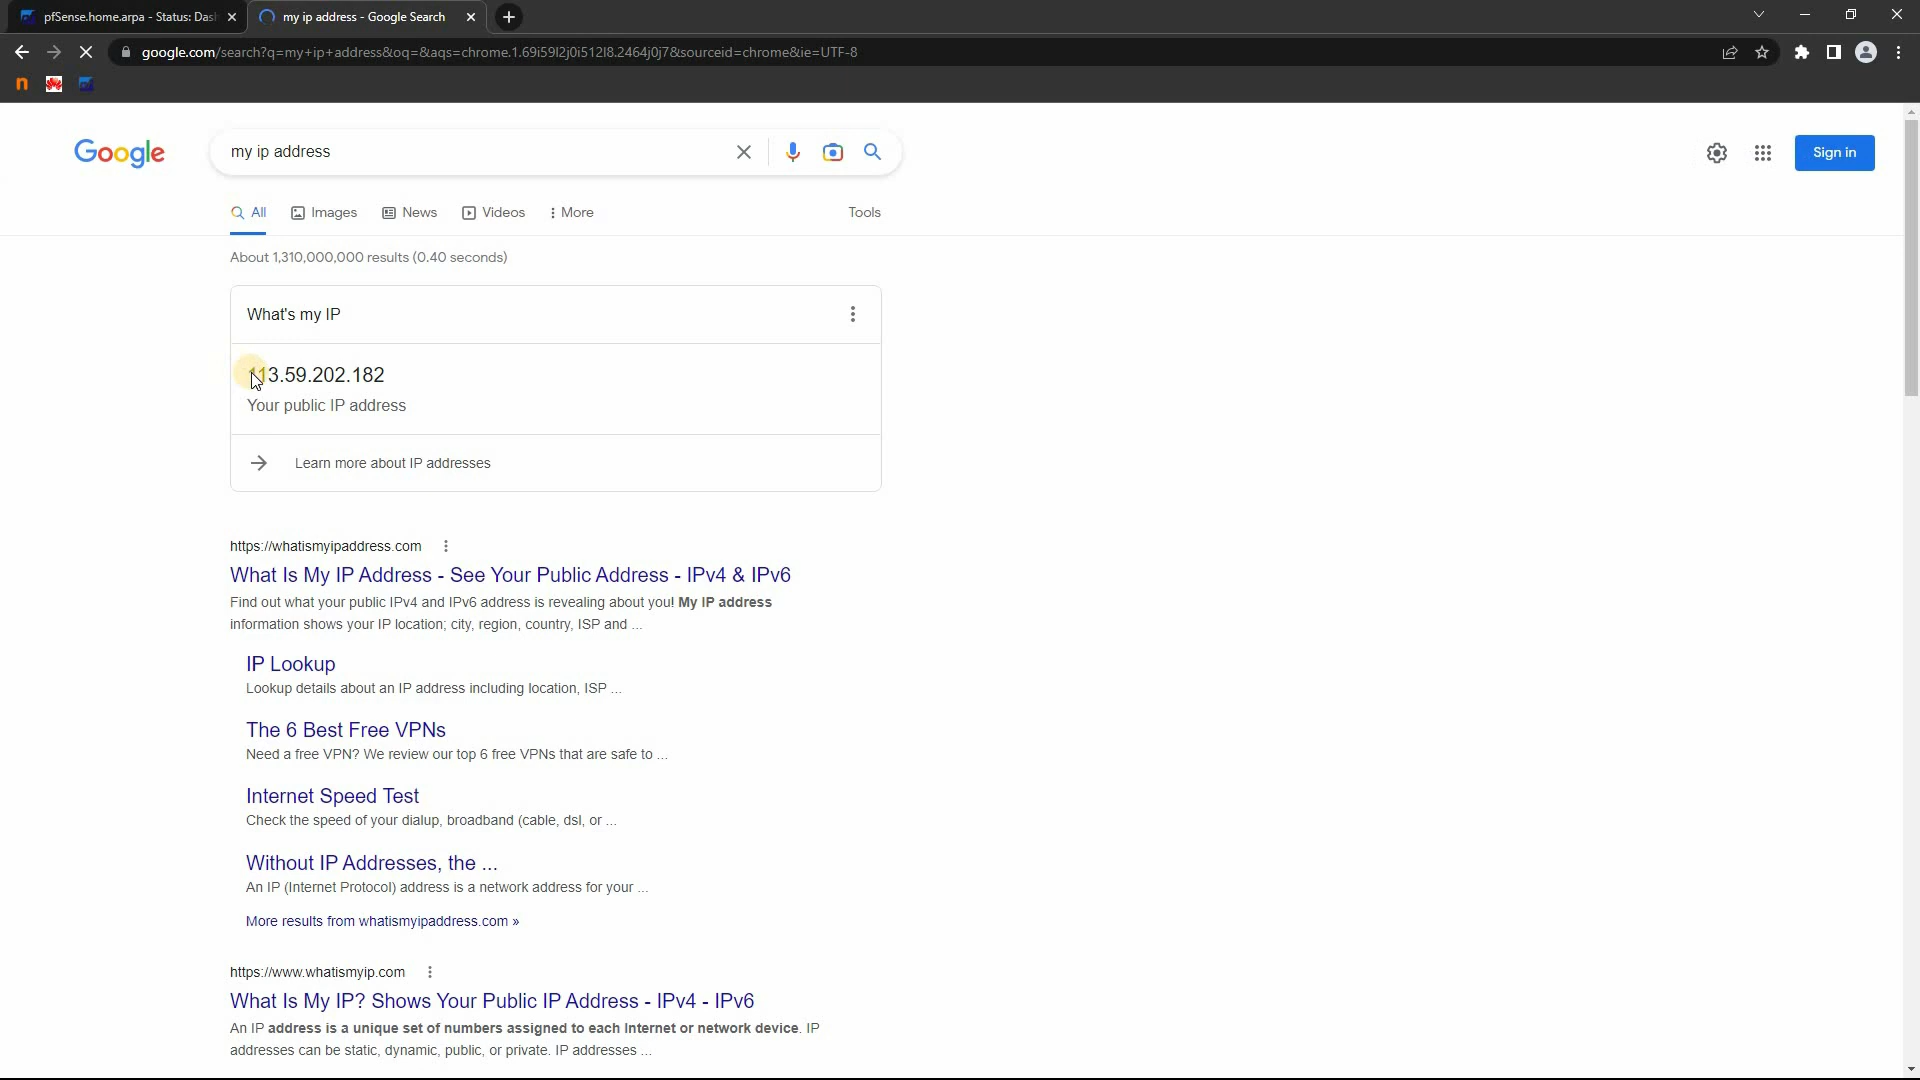 pfSense.home.arpa - Status: Das
my ip address - Google Search
google.com/search?q=my+ip+address&oq=&aqs=chrome.1.69i59l2j0i512l8.2464j0j7&sourceid=chrome&ie=UTF-8
Google
my ip address
Sign in
All Images News Videos More Tools
About 1,310,000,000 results (0.40 seconds)
What's my IP
113.59.202.182
Your public IP address
Learn more about IP addresses
https://whatismyipaddress.com
What Is My IP Address - See Your Public Address - IPv4 & IPv6
Find out what your public IPv4 and IPv6 address is revealing about you! My IP address
information shows your IP location; city, region, country, ISP and ...
IP Lookup
Lookup details about an IP address including location, ISP ...
The 6 Best Free VPNs
Need a free VPN? We review our top 6 free VPNs that are safe to ...
Internet Speed Test
Check the speed of your dialup, broadband (cable, dsl, or ...
Without IP Addresses, the ...
An IP (Internet Protocol) address is a network address for your ...
More results from whatismyipaddress.com »
https://www.whatismyip.com
What Is My IP? Shows Your Public IP Address - IPv4 - IPv6
An IP address is a unique set of numbers assigned to each Internet or network device. IP
addresses can be static, dynamic, public, or private. IP addresses ...